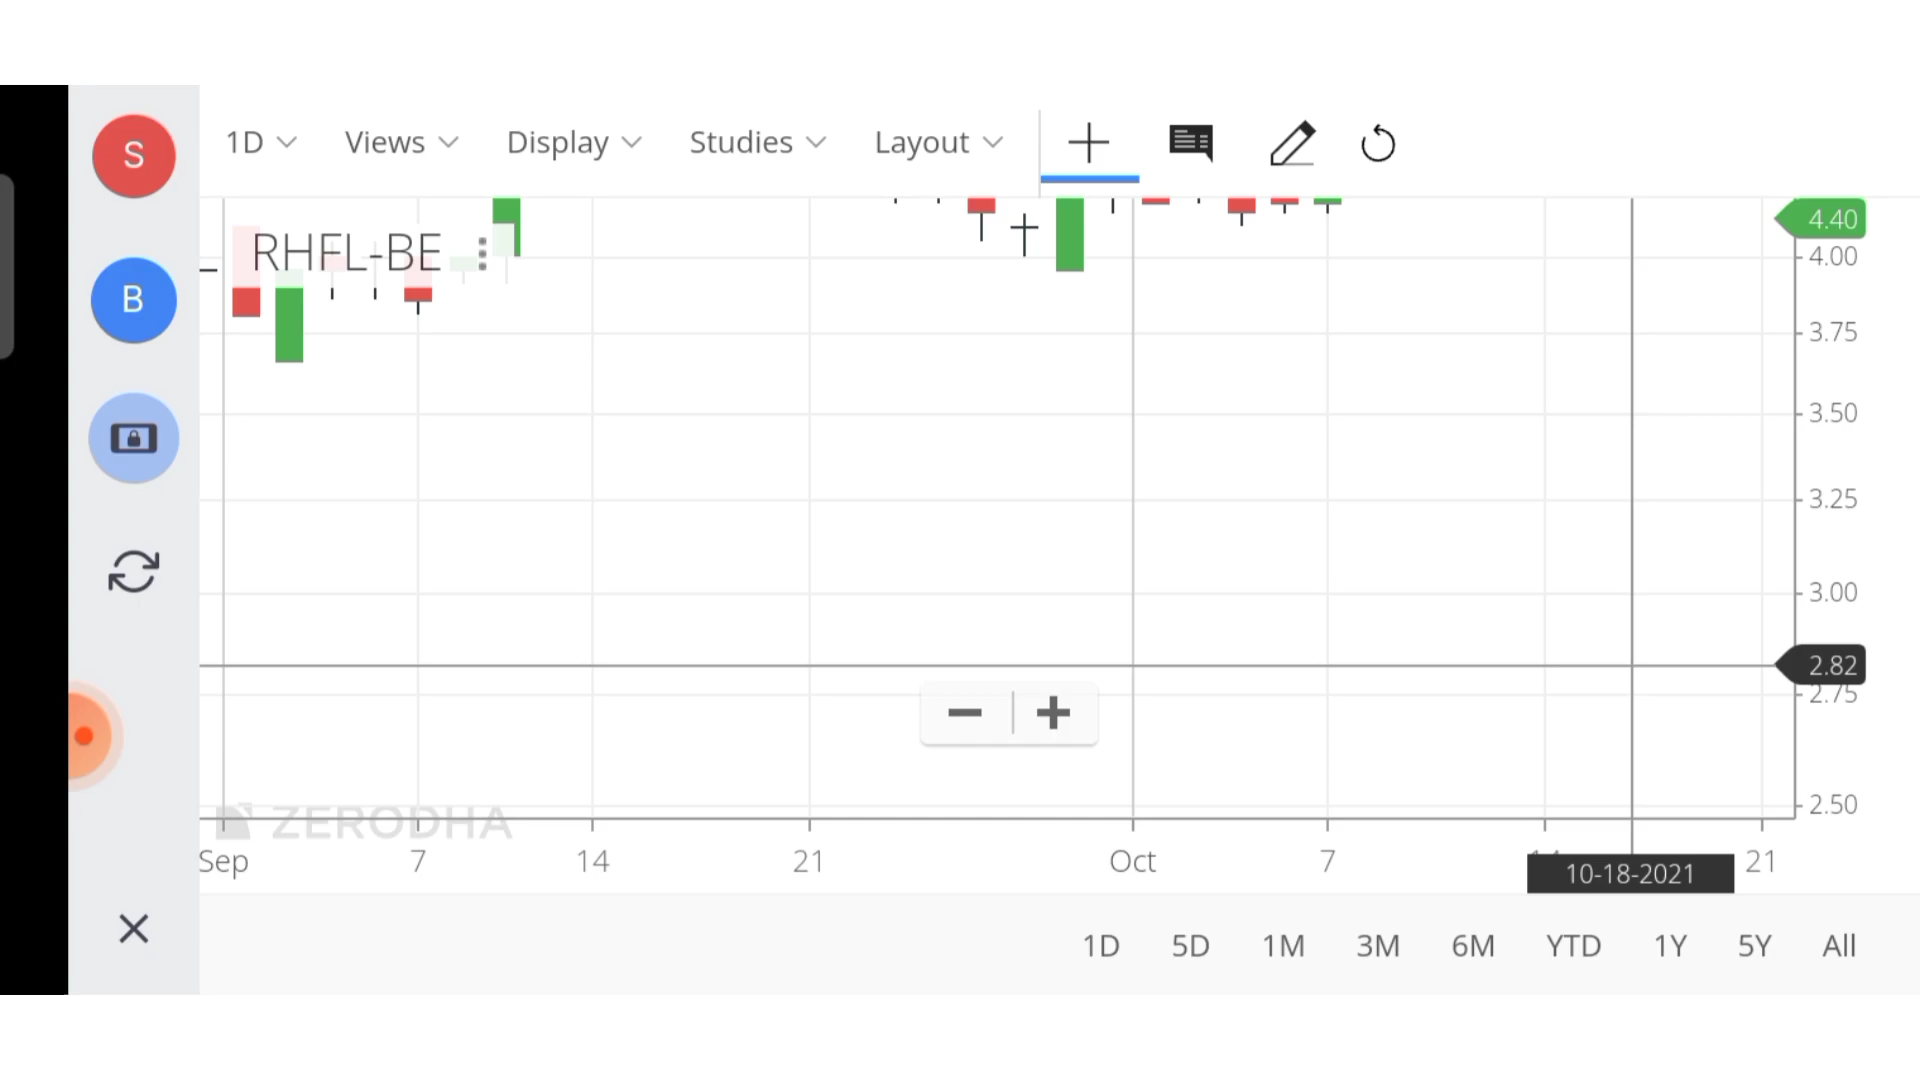 S
B
1D Views Display Studies Layout
RHFL-BE
4.40
4.00
3.75
3.50
3.25
3.00
2.82
2.75
2.50
ZERODHA
Sep 7 14 21 Oct 7 21
10-18-2021
1D 5D 1M 3M 6M YTD 1Y 5Y All